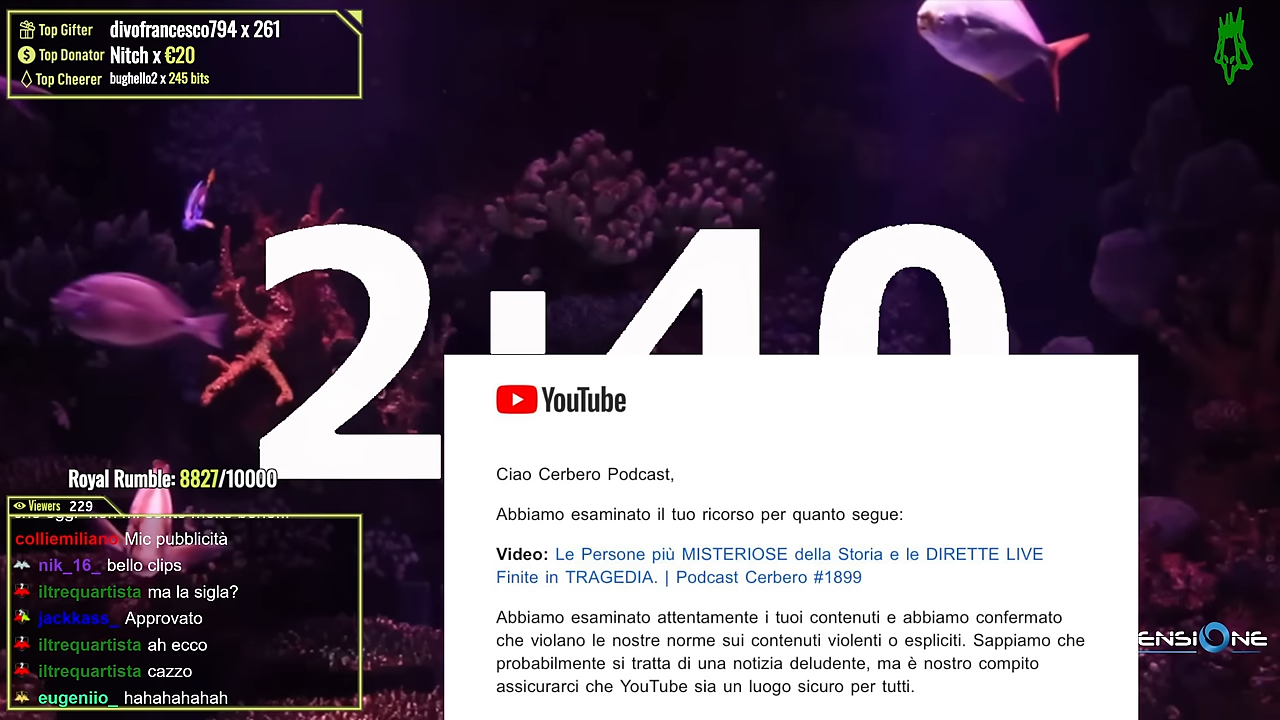 Top Gifter divofrancesco794 x 261
Top Donator Nitch x €20
Top Cheerer bughello2 x 245 bits
2:40
YouTube
Ciao Cerbero Podcast,
Abbiamo esaminato il tuo ricorso per quanto segue:
Video: Le Persone più MISTERIOSE della Storia e le DIRETTE LIVE
Finite in TRAGEDIA. | Podcast Cerbero #1899
Abbiamo esaminato attentamente i tuoi contenuti e abbiamo confermato
che violano le nostre norme sui contenuti violenti o espliciti. Sappiamo che
probabilmente si tratta di una notizia deludente, ma è nostro compito
assicurarci che YouTube sia un luogo sicuro per tutti.
Royal Rumble: 8827/10000
Viewers 229
colliemiliano Mic pubblicità
nik_16_ bello clips
iltrequartista ma la sigla?
jackkass_ Approvato
iltrequartista ah ecco
iltrequartista cazzo
eugeniio_ hahahahahah
ENSIONE